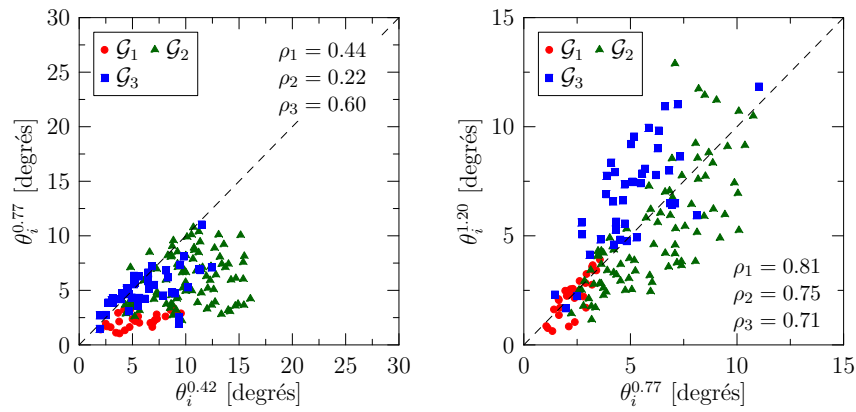 30
25
20
15
10
5
0
0 5 10 15 20 25 30
θ_i^{0.77} [degrés]
θ_i^{0.42} [degrés]
𝒢₁ 𝒢₂
𝒢₃
ρ₁ = 0.44
ρ₂ = 0.22
ρ₃ = 0.60
15
10
5
0
0 5 10 15
θ_i^{1.20} [degrés]
θ_i^{0.77} [degrés]
𝒢₁ 𝒢₂
𝒢₃
ρ₁ = 0.81
ρ₂ = 0.75
ρ₃ = 0.71